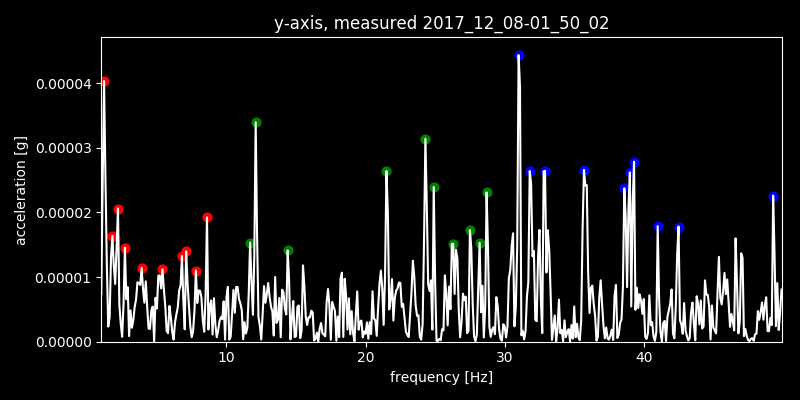 y-axis, measured 2017_12_08-01_50_02
acceleration [g]
0.00004
0.00003
0.00002
0.00001
0.00000
10 20 30 40
frequency [Hz]